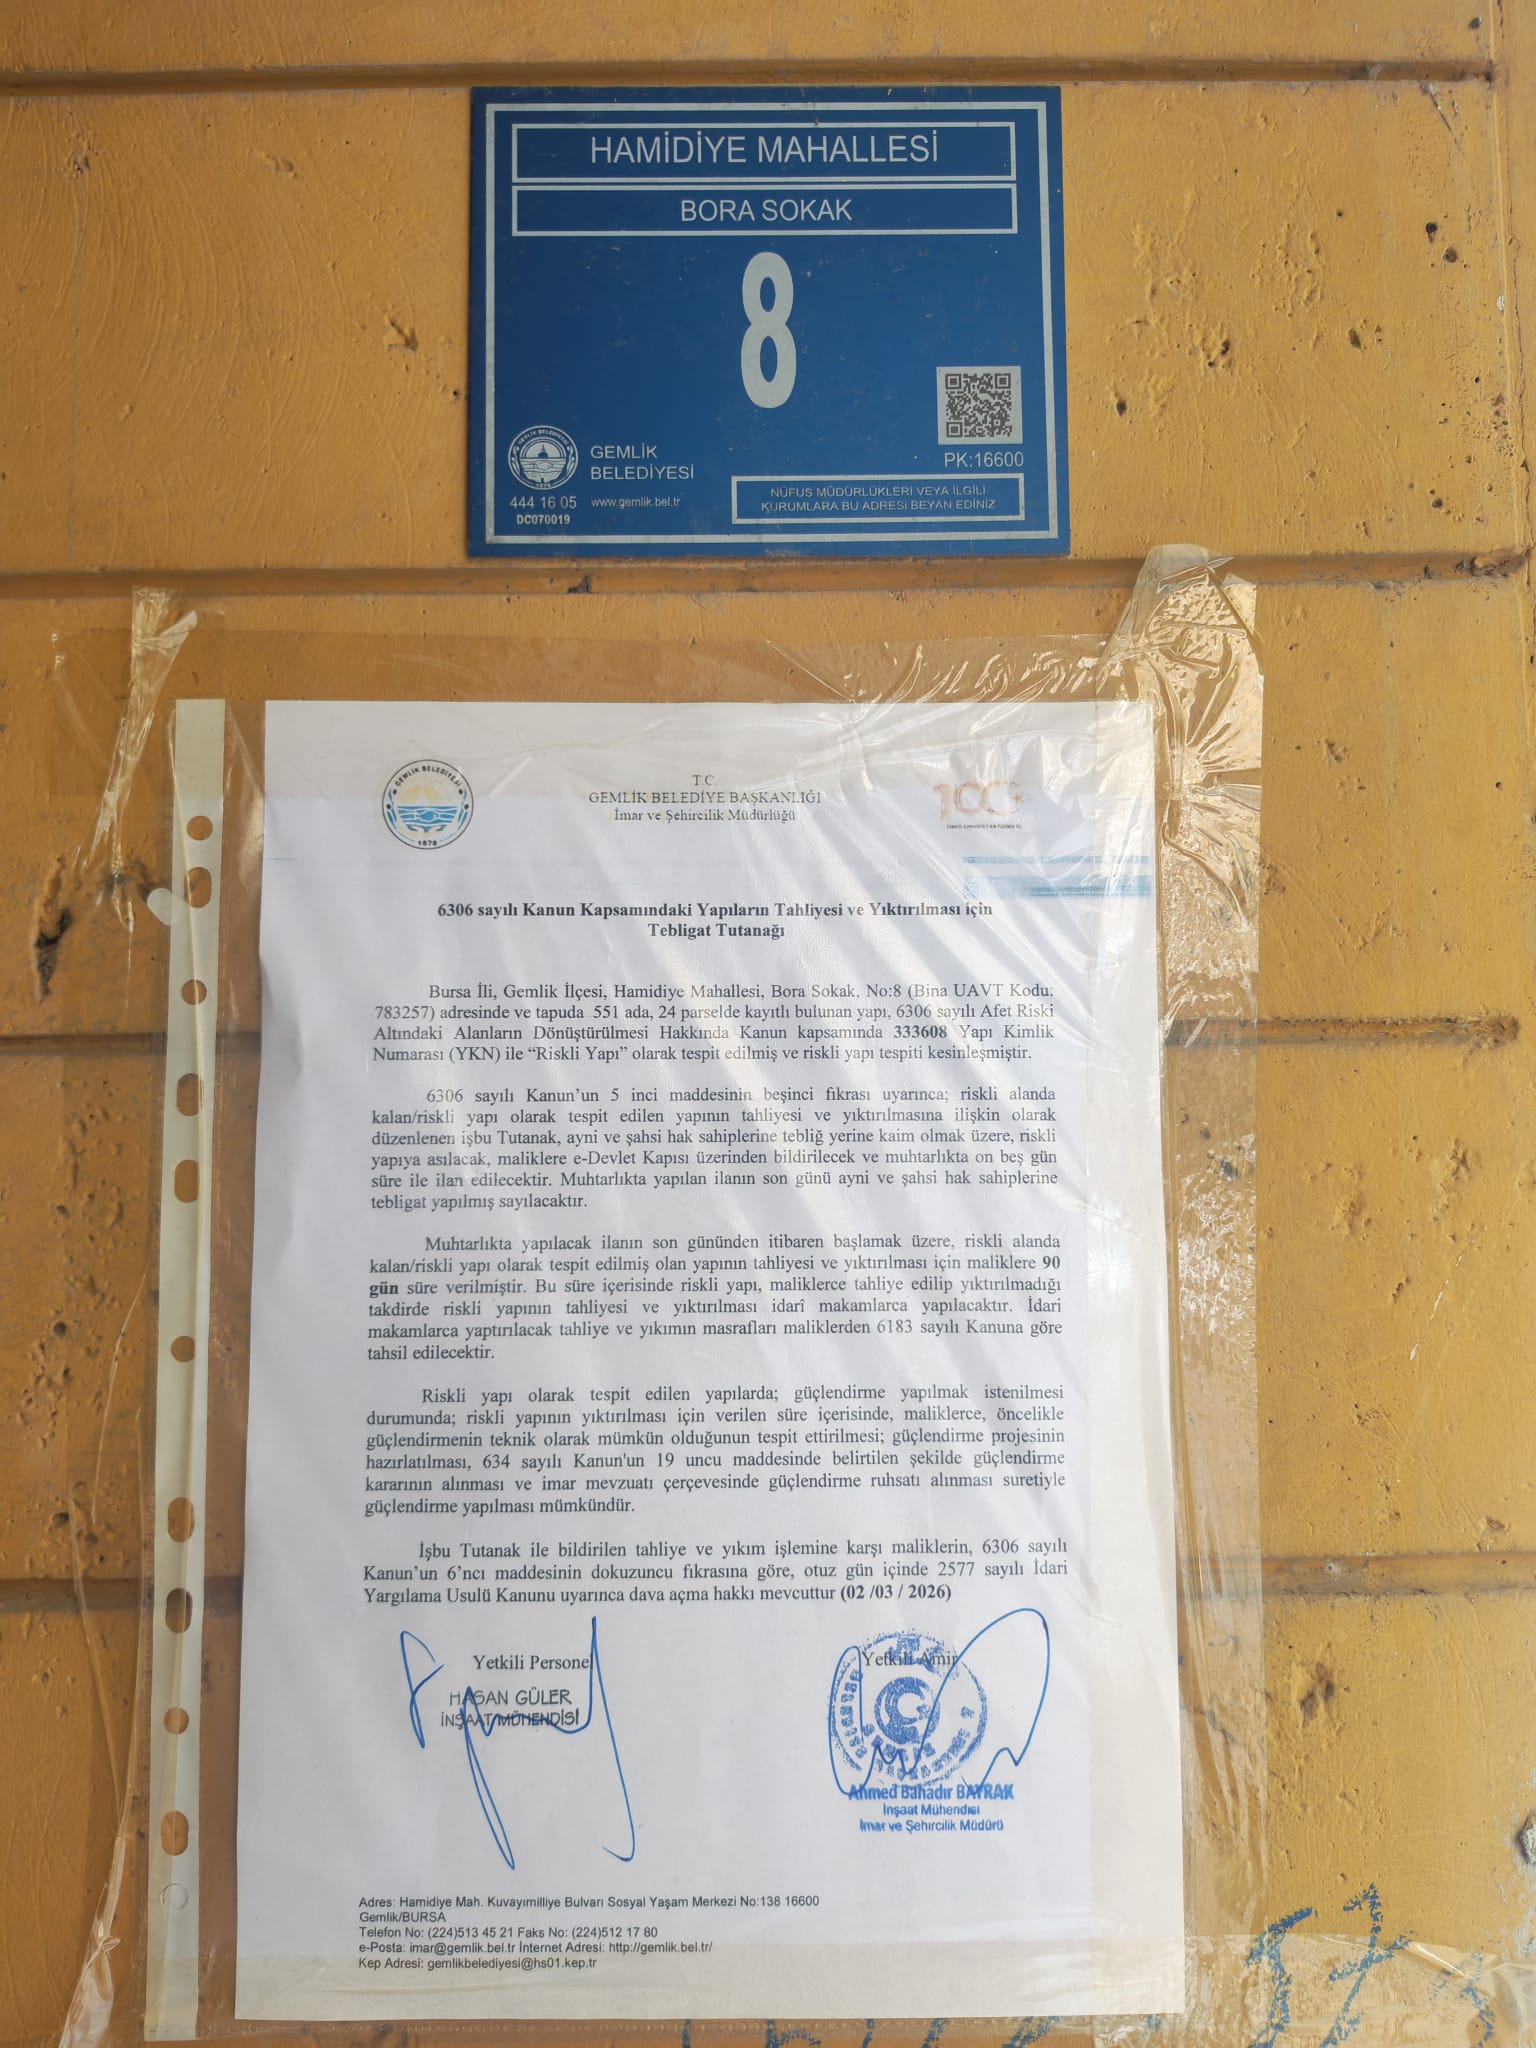 HAMİDİYE MAHALLESİ
BORA SOKAK
8
GEMLİK
BELEDİYESİ
444 16 05 www.gemlik.bel.tr
DC070019
PK:16600
NÜFUS MÜDÜRLÜKLERİ VEYA İLGİLİ
KURUMLARA BU ADRESİ BEYAN EDİNİZ
GEMLİK BELEDİYESİ
1878
T.C.
GEMLİK BELEDİYE BAŞKANLIĞI
İmar ve Şehircilik Müdürlüğü
100
6306 sayılı Kanun Kapsamındaki Yapıların Tahliyesi ve Yıktırılması için
Tebligat Tutanağı
Bursa İli, Gemlik İlçesi, Hamidiye Mahallesi, Bora Sokak, No:8 (Bina UAVT Kodu:
783257) adresinde ve tapuda 551 ada, 24 parselde kayıtlı bulunan yapı, 6306 sayılı Afet Riski
Altındaki Alanların Dönüştürülmesi Hakkında Kanun kapsamında 333608 Yapı Kimlik
Numarası (YKN) ile “Riskli Yapı” olarak tespit edilmiş ve riskli yapı tespiti kesinleşmiştir.
6306 sayılı Kanun’un 5 inci maddesinin beşinci fıkrası uyarınca; riskli alanda
kalan/riskli yapı olarak tespit edilen yapının tahliyesi ve yıktırılmasına ilişkin olarak
düzenlenen işbu Tutanak, ayni ve şahsi hak sahiplerine tebliğ yerine kaim olmak üzere, riskli
yapıya asılacak, maliklere e-Devlet Kapısı üzerinden bildirilecek ve muhtarlıkta on beş gün
süre ile ilan edilecektir. Muhtarlıkta yapılan ilanın son günü ayni ve şahsi hak sahiplerine
tebligat yapılmış sayılacaktır.
Muhtarlıkta yapılacak ilanın son gününden itibaren başlamak üzere, riskli alanda
kalan/riskli yapı olarak tespit edilmiş olan yapının tahliyesi ve yıktırılması için maliklere 90
gün süre verilmiştir. Bu süre içerisinde riskli yapı, maliklerce tahliye edilip yıktırılmadığı
takdirde riskli yapının tahliyesi ve yıktırılması idarî makamlarca yapılacaktır. İdari
makamlarca yaptırılacak tahliye ve yıkımın masrafları maliklerden 6183 sayılı Kanuna göre
tahsil edilecektir.
Riskli yapı olarak tespit edilen yapılarda; güçlendirme yapılmak istenilmesi
durumunda; riskli yapının yıktırılması için verilen süre içerisinde, maliklerce, öncelikle
güçlendirmenin teknik olarak mümkün olduğunun tespit ettirilmesi; güçlendirme projesinin
hazırlatılması, 634 sayılı Kanun'un 19 uncu maddesinde belirtilen şekilde güçlendirme
kararının alınması ve imar mevzuatı çerçevesinde güçlendirme ruhsatı alınması suretiyle
güçlendirme yapılması mümkündür.
İşbu Tutanak ile bildirilen tahliye ve yıkım işlemine karşı maliklerin, 6306 sayılı
Kanun’un 6’ncı maddesinin dokuzuncu fıkrasına göre, otuz gün içinde 2577 sayılı İdari
Yargılama Usulü Kanunu uyarınca dava açma hakkı mevcuttur (02 /03 / 2026)
Yetkili Personel
HASAN GÜLER
İNŞAAT MÜHENDİSİ
Yetkili Amir
Ahmed Bahadır BAYRAK
İnşaat Mühendisi
İmar ve Şehircilik Müdürü
Adres: Hamidiye Mah. Kuvayımilliye Bulvarı Sosyal Yaşam Merkezi No:138 16600
Gemlik/BURSA
Telefon No: (224)513 45 21 Faks No: (224)512 17 80
e-Posta: imar@gemlik.bel.tr İnternet Adresi: http://gemlik.bel.tr/
Kep Adresi: gemlikbelediyesi@hs01.kep.tr